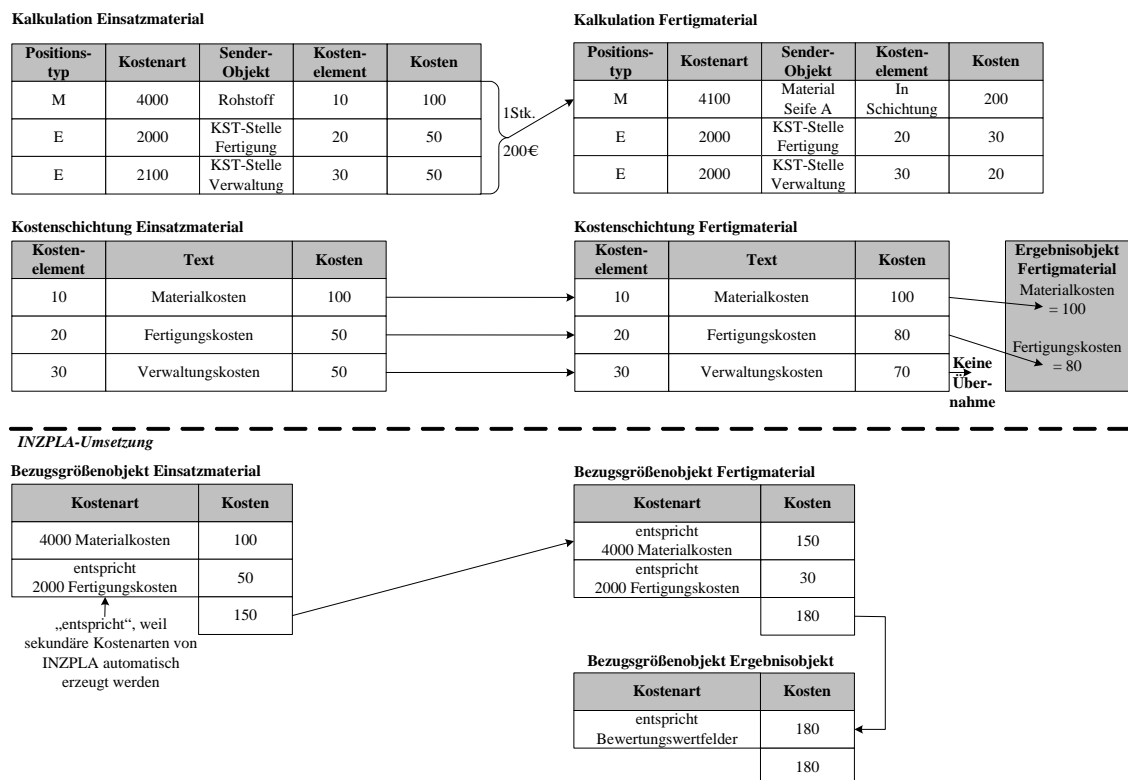 Kalkulation Einsatzmaterial
Positions-
typ
Kostenart
Sender-
Objekt
Kosten-
element
Kosten
M
4000
Rohstoff
10
100
E
2000
KST-Stelle
Fertigung
20
50
E
2100
KST-Stelle
Verwaltung
30
50
1Stk.
200€
Kalkulation Fertigmaterial
Positions-
typ
Kostenart
Sender-
Objekt
Kosten-
element
Kosten
M
4100
Material
Seife A
In
Schichtung
200
E
2000
KST-Stelle
Fertigung
20
30
E
2000
KST-Stelle
Verwaltung
30
20
Kostenschichtung Einsatzmaterial
Kosten-
element
Text
Kosten
10
Materialkosten
100
20
Fertigungskosten
50
30
Verwaltungskosten
50
Kostenschichtung Fertigmaterial
Kosten-
element
Text
Kosten
10
Materialkosten
100
20
Fertigungskosten
80
30
Verwaltungskosten
70
Keine
Über-
nahme
Ergebnisobjekt
Fertigmaterial
Materialkosten
= 100
Fertigungskosten
= 80
INZPLA-Umsetzung
Bezugsgrößenobjekt Einsatzmaterial
Kostenart
Kosten
4000 Materialkosten
100
entspricht
2000 Fertigungskosten
50
150
„entspricht“, weil
sekundäre Kostenarten von
INZPLA automatisch
erzeugt werden
Bezugsgrößenobjekt Fertigmaterial
Kostenart
Kosten
entspricht
4000 Materialkosten
150
entspricht
2000 Fertigungskosten
30
180
Bezugsgrößenobjekt Ergebnisobjekt
Kostenart
Kosten
entspricht
Bewertungswertfelder
180
180